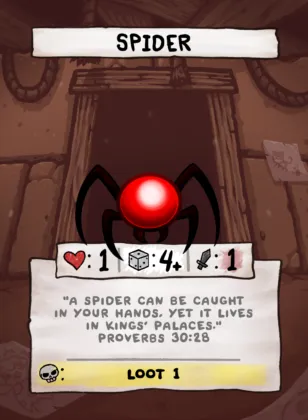 SPIDER
: 1 : 4+ : 1
"A SPIDER CAN BE CAUGHT
IN YOUR HANDS, YET IT LIVES
IN KINGS' PALACES."
PROVERBS 30:28
: LOOT 1